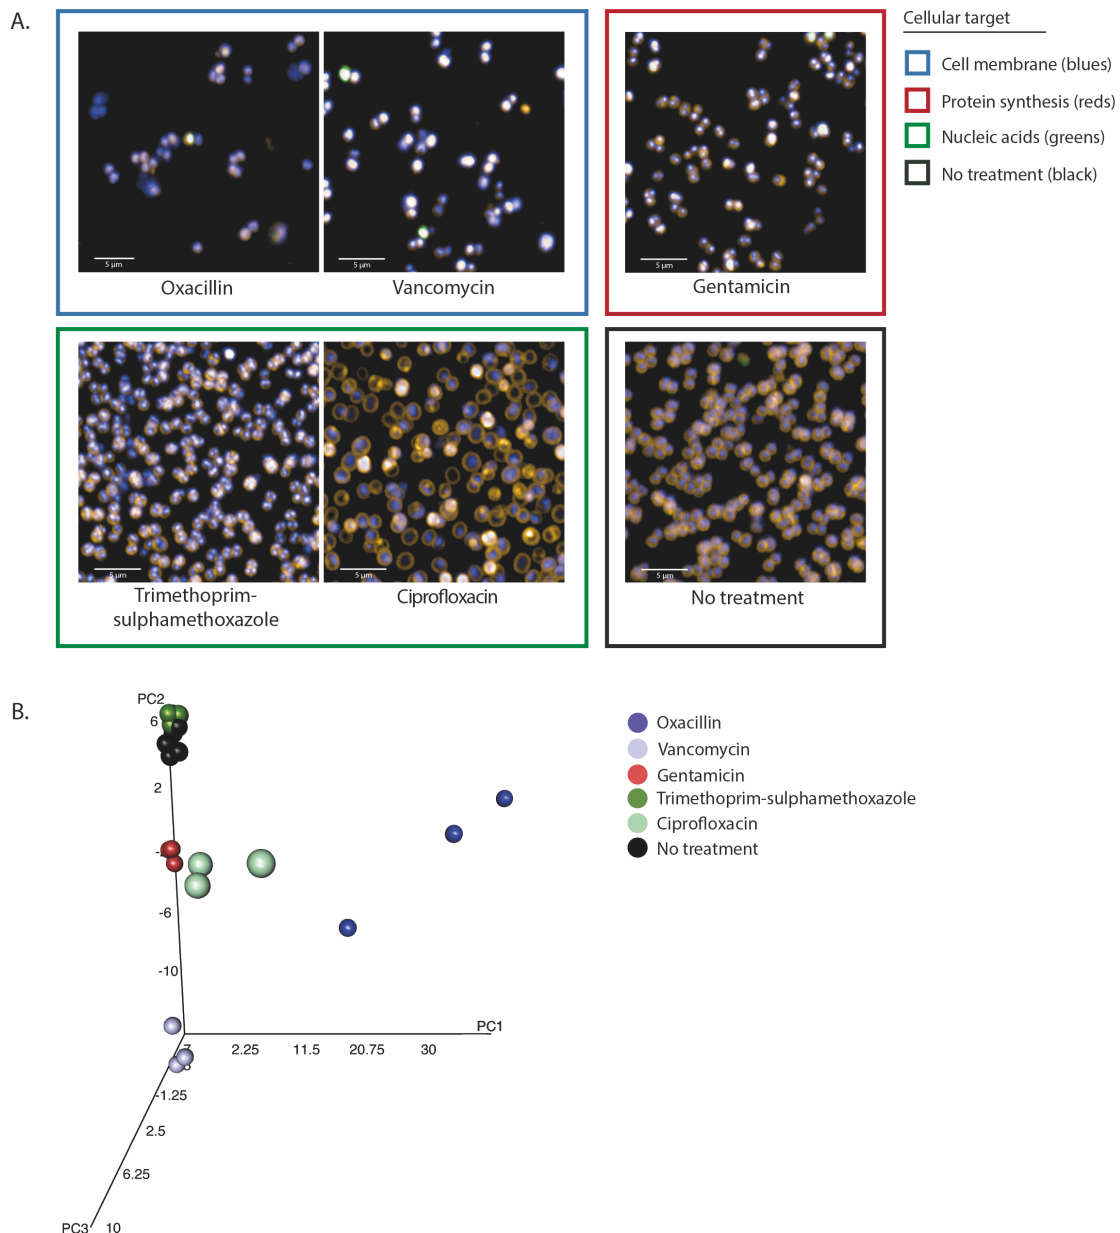 A.
Cellular target
Cell membrane (blues)
Protein synthesis (reds)
Nucleic acids (greens)
No treatment (black)
5 µm
5 µm
5 µm
Oxacillin
Vancomycin
Gentamicin
5 µm
5 µm
5 µm
Trimethoprim-
sulphamethoxazole
Ciprofloxacin
No treatment
B.
PC2
6
2
-6
-10
PC1
2.25
11.5
20.75
30
-1.25
2.5
6.25
PC3
10
Oxacillin
Vancomycin
Gentamicin
Trimethoprim-sulphamethoxazole
Ciprofloxacin
No treatment